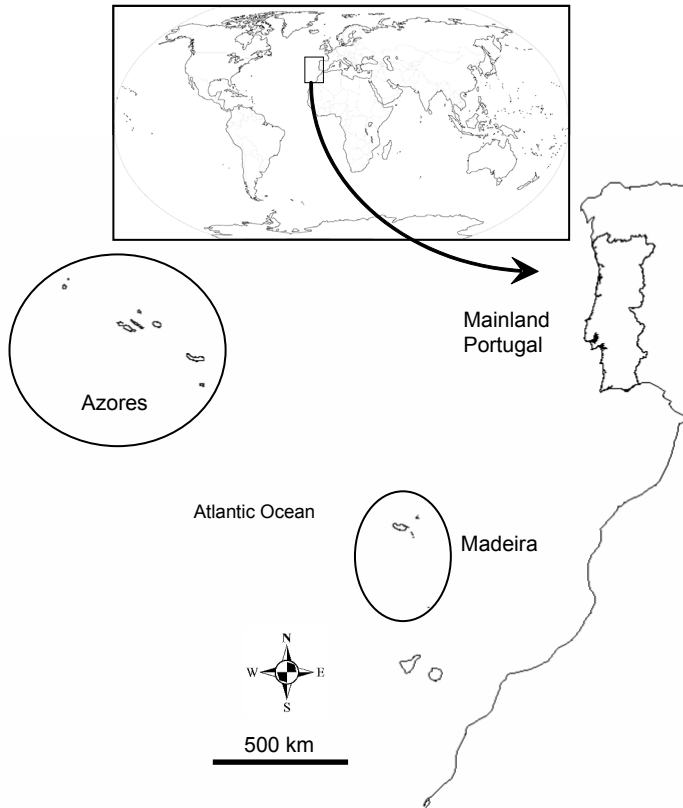 Mainland
Portugal
Azores
Atlantic Ocean
Madeira
N
W E
S
500 km